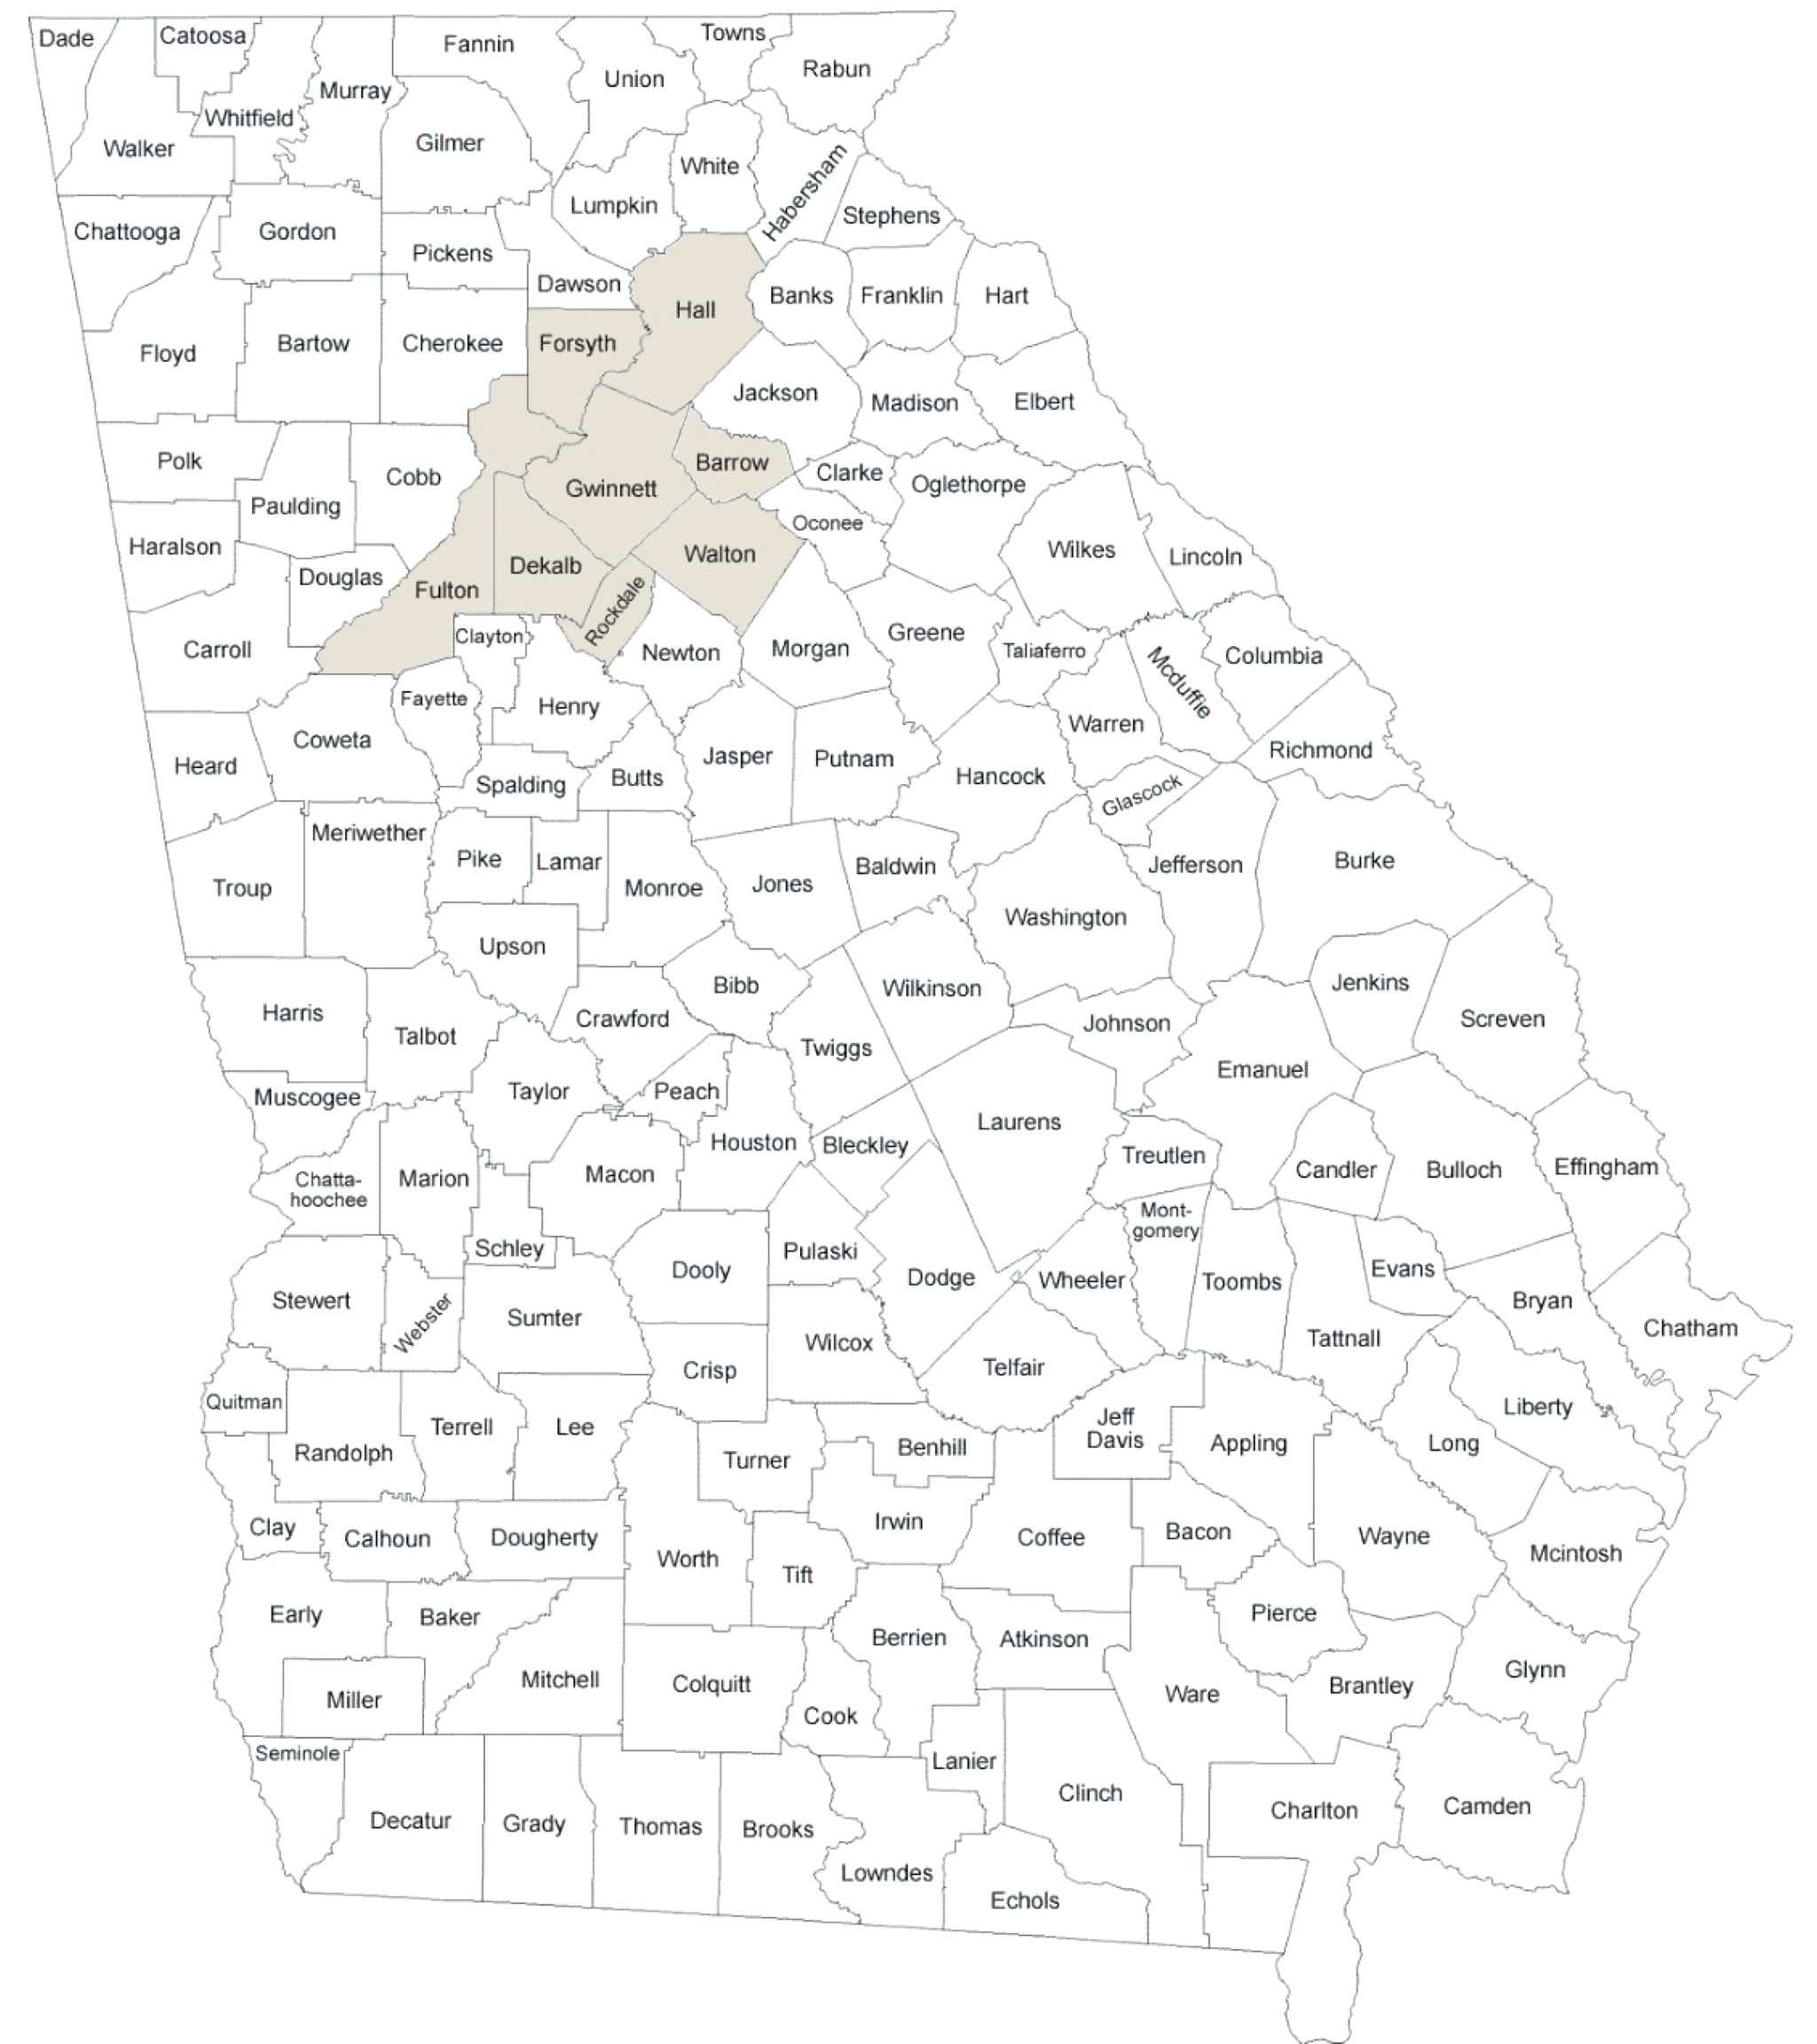 Dade
Catoosa
Fannin
Towns
Union
Rabun
Murray
Whitfield
Walker
Gilmer
White
Habersham
Lumpkin
Stephens
Chattooga
Gordon
Pickens
Dawson
Hall
Banks
Franklin
Hart
Floyd
Bartow
Cherokee
Forsyth
Jackson
Madison
Elbert
Polk
Cobb
Barrow
Clarke
Gwinnett
Oglethorpe
Paulding
Oconee
Haralson
Douglas
Dekalb
Walton
Wilkes
Lincoln
Fulton
Rockdale
Carroll
Clayton
Newton
Morgan
Greene
Taliaferro
Mcduffie
Columbia
Fayette
Henry
Coweta
Heard
Warren
Richmond
Spalding
Butts
Jasper
Putnam
Hancock
Glascock
Meriwether
Pike
Lamar
Monroe
Jones
Baldwin
Jefferson
Burke
Troup
Upson
Washington
Bibb
Wilkinson
Jenkins
Screven
Harris
Talbot
Crawford
Twiggs
Johnson
Emanuel
Muscogee
Taylor
Peach
Laurens
Houston
Bleckley
Treutlen
Candler
Bulloch
Effingham
Chatta-
hoochee
Marion
Macon
Mont-
gomery
Schley
Pulaski
Dooly
Dodge
Wheeler
Toombs
Evans
Bryan
Chatham
Stewert
Webster
Sumter
Wilcox
Tattnall
Crisp
Telfair
Quitman
Randolph
Terrell
Lee
Turner
Benhill
Jeff
Davis
Appling
Long
Liberty
Clay
Calhoun
Dougherty
Worth
Tift
Irwin
Coffee
Bacon
Wayne
Mcintosh
Early
Baker
Mitchell
Colquitt
Berrien
Atkinson
Pierce
Miller
Cook
Ware
Brantley
Glynn
Seminole
Decatur
Grady
Thomas
Brooks
Lanier
Clinch
Charlton
Camden
Lowndes
Echols